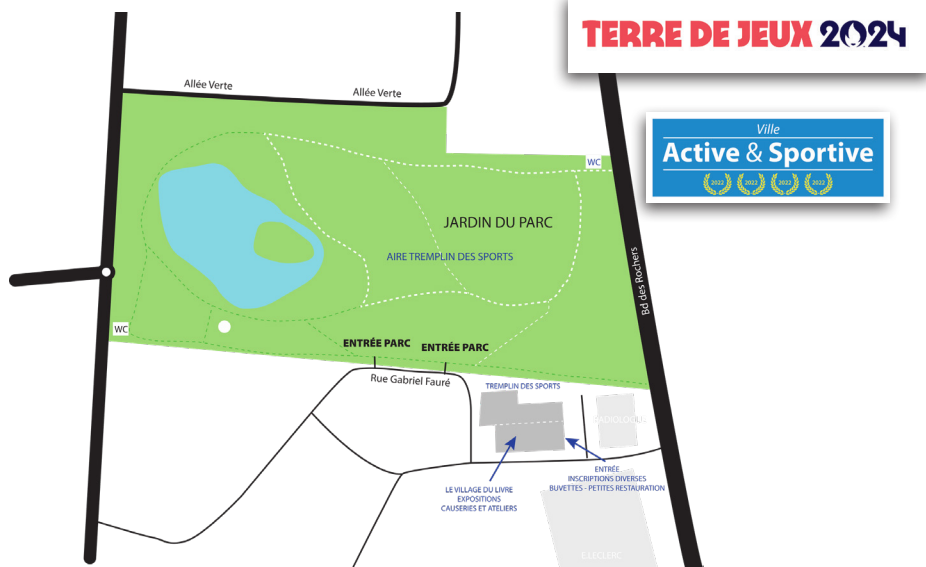 TERRE DE JEUX 2024
Ville
Active & Sportive
2022 2022 2022 2022
Allée Verte
Allée Verte
WC
JARDIN DU PARC
AIRE TREMPLIN DES SPORTS
Bd des Rochers
WC
ENTRÉE PARC
ENTRÉE PARC
Rue Gabriel Fauré
TREMPLIN DES SPORTS
RADIOLOGIE
ENTRÉE
INSCRIPTIONS DIVERSES
BUVETTES - PETITES RESTAURATION
LE VILLAGE DU LIVRE
EXPOSITIONS
CAUSERIES ET ATELIERS
E.LECLERC